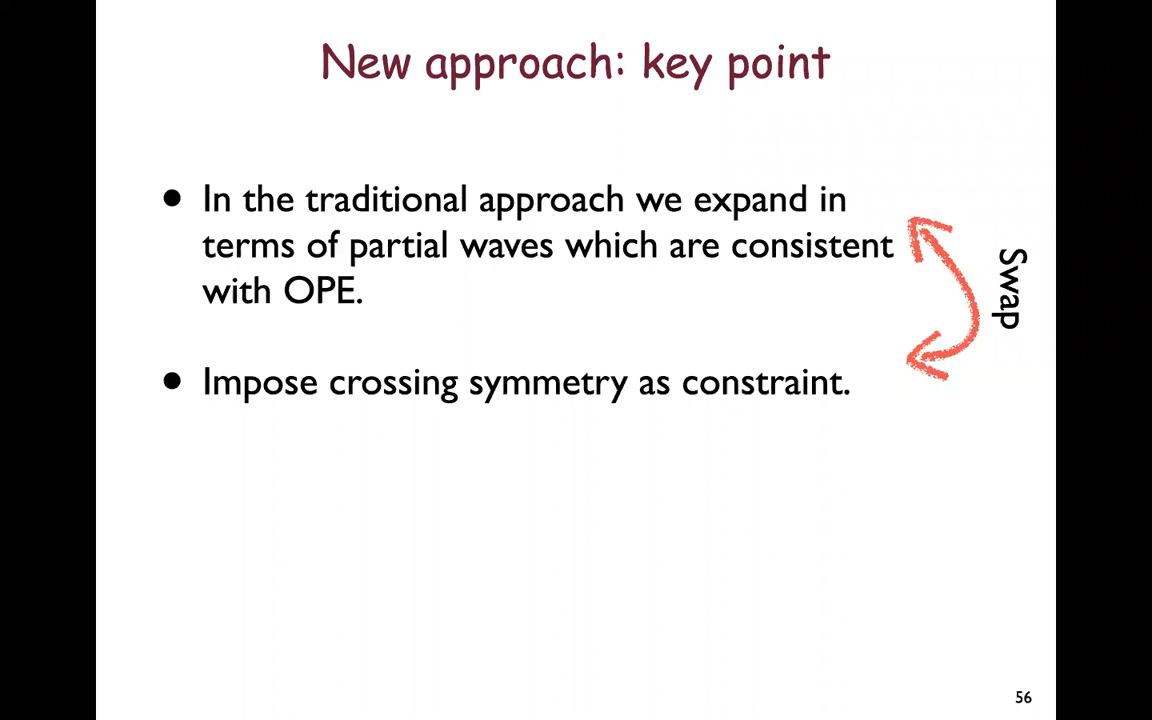 New approach: key point
• In the traditional approach we expand in
terms of partial waves which are consistent
with OPE.
• Impose crossing symmetry as constraint.
Swap
56